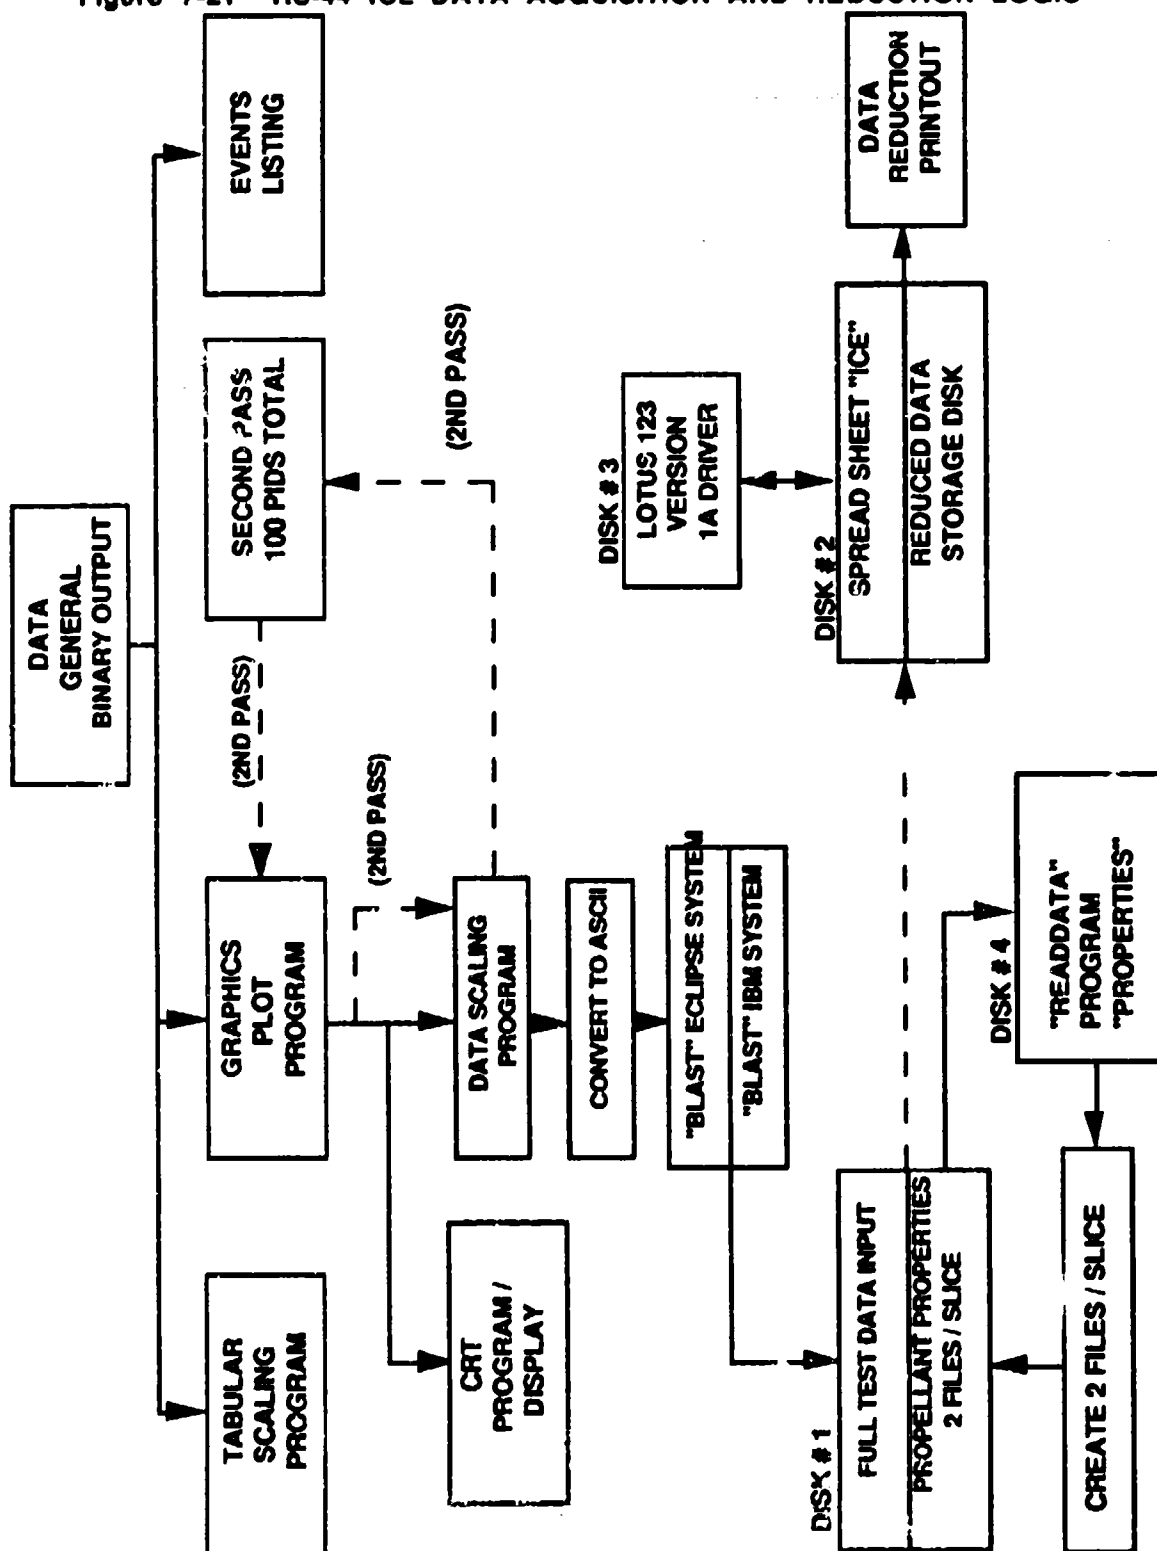 DATA
GENERAL
BINARY OUTPUT
EVENTS
LISTING
SECOND PASS
100 PIDS TOTAL
(2ND PASS)
(2ND PASS)
GRAPHICS
PLOT
PROGRAM
(2ND PASS)
TABULAR
SCALING
PROGRAM
DATA SCALING
PROGRAM
CRT
PROGRAM /
DISPLAY
CONVERT TO ASCII
"BLAST" ECLIPSE SYSTEM
"BLAST" IBM SYSTEM
DISK # 1
FULL TEST DATA INPUT
PROPELLANT PROPERTIES
2 FILES / SLICE
DISK # 4
"READDATA"
PROGRAM
"PROPERTIES"
CREATE 2 FILES / SLICE
DISK # 3
LOTUS 123
VERSION
1A DRIVER
DISK # 2
SPREAD SHEET "ICE"
REDUCED DATA
STORAGE DISK
DATA
REDUCTION
PRINTOUT